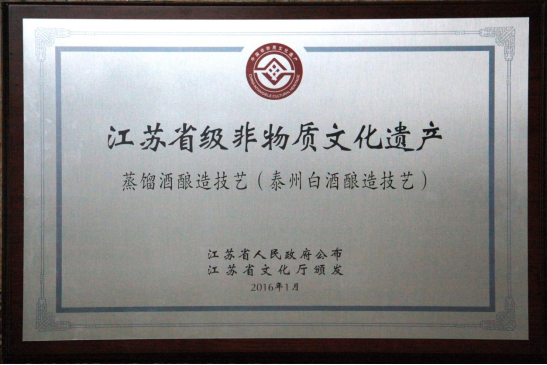 江苏省级非物质文化遗产
蒸馏酒酿造技艺（泰州白酒酿造技艺）
江苏省人民政府公布
江苏省文化厅颁发
2016年1月